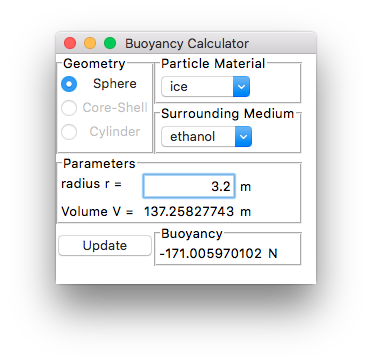 Buoyancy Calculator
Geometry
Sphere
Core-Shell
Cylinder
Particle Material
ice
Surrounding Medium
ethanol
Parameters
radius r = 3.2 m
Volume V = 137.25827743 m
Update
Buoyancy
-171.005970102 N